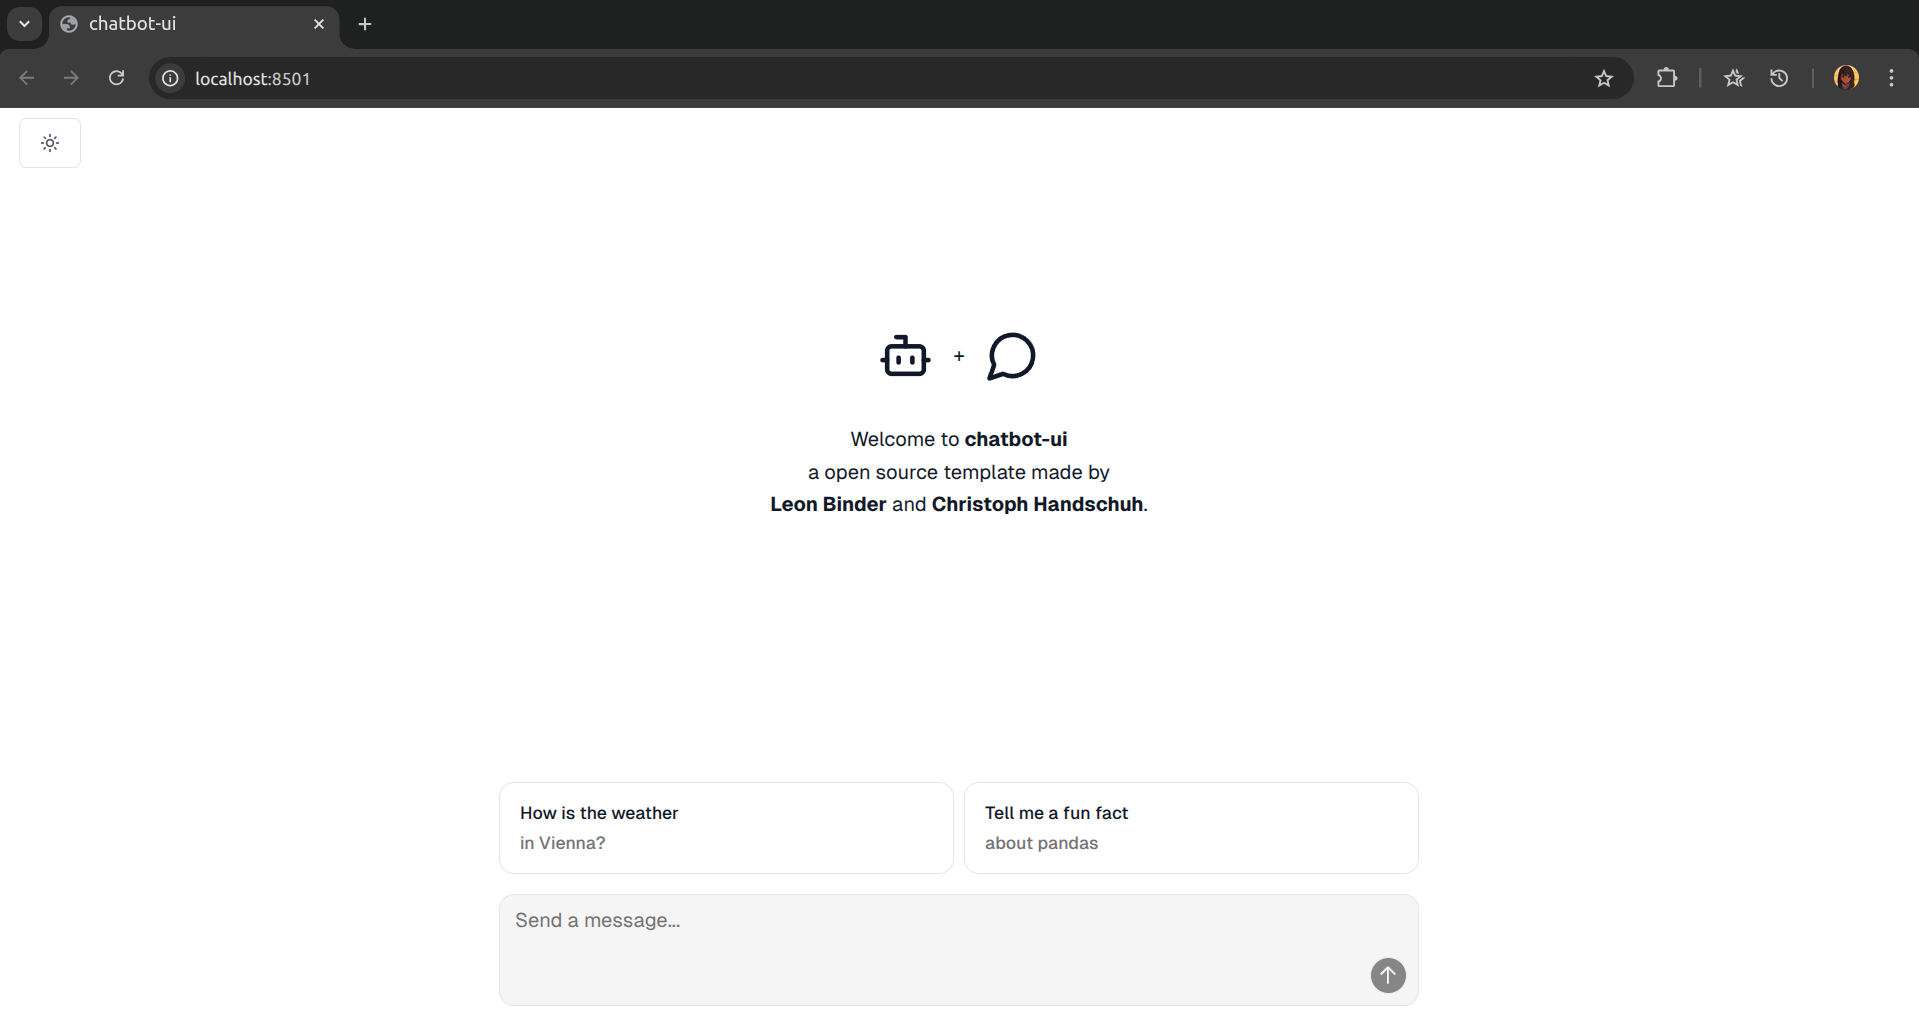 chatbot-ui
localhost:8501
+
Welcome to chatbot-ui
a open source template made by
Leon Binder and Christoph Handschuh.
How is the weather
in Vienna?
Tell me a fun fact
about pandas
Send a message...